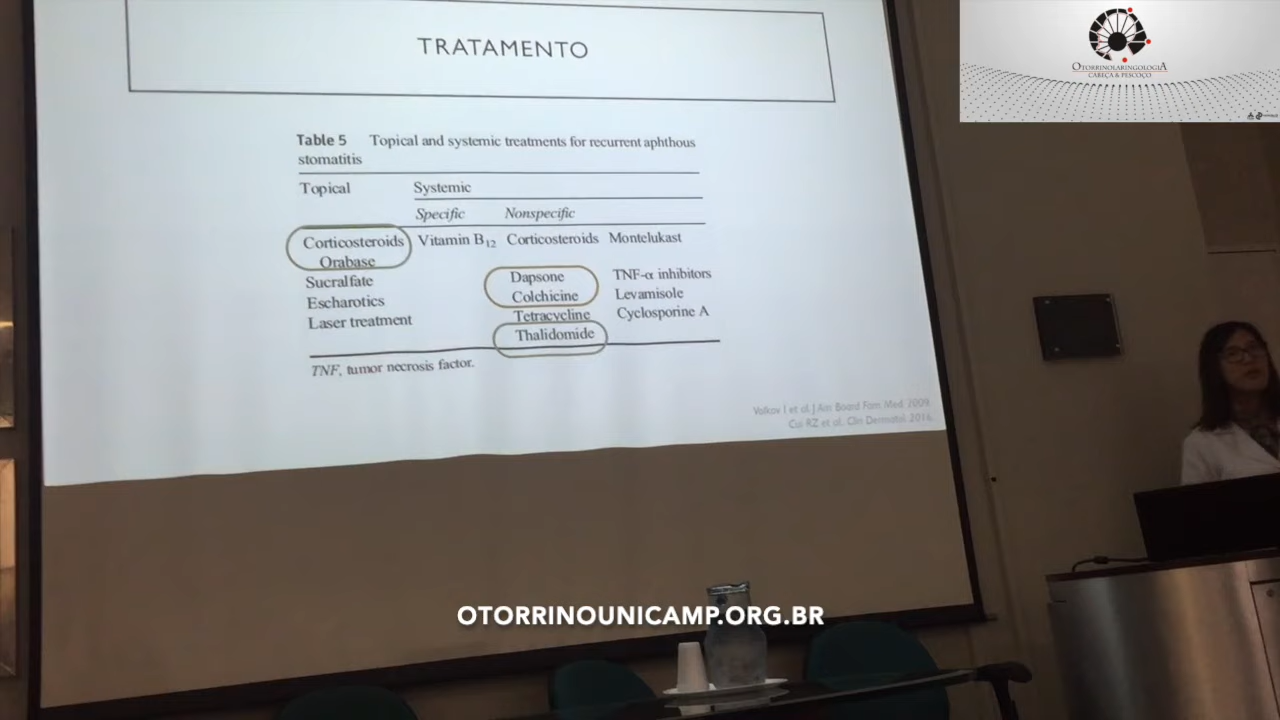 TRATAMENTO
OTORRINOLARINGOLOGIA
CABEÇA & PESCOÇO
Table 5 Topical and systemic treatments for recurrent aphthous
stomatitis
Topical Systemic
Specific Nonspecific
Corticosteroids Vitamin B12 Corticosteroids Montelukast
Orabase
Dapsone TNF-α inhibitors
Sucralfate
Colchicine Levamisole
Escharotics
Tetracycline Cyclosporine A
Laser treatment
Thalidomide
TNF, tumor necrosis factor.
Volkov I et al. J Am Board Fam Med 2009.
Cui RZ et al. Clin Dermatol 2016.
OTORRINOUNICAMP.ORG.BR